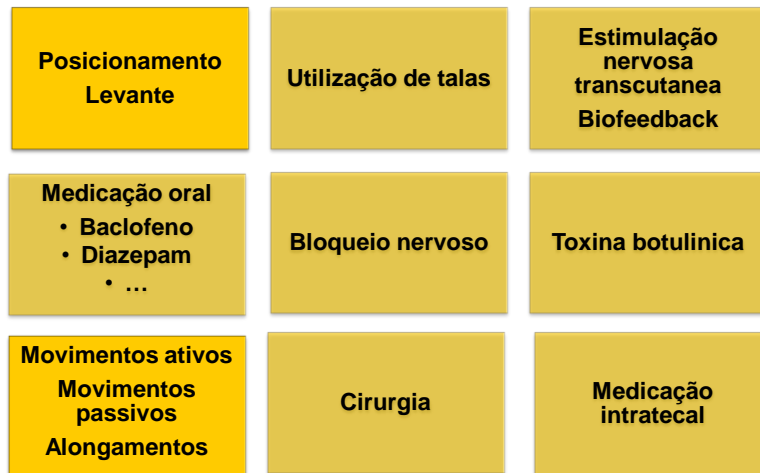 Posicionamento
Levante
Utilização de talas
Estimulação
nervosa
transcutanea
Biofeedback
Medicação oral
• Baclofeno
• Diazepam
• …
Bloqueio nervoso
Toxina botulinica
Movimentos ativos
Movimentos
passivos
Alongamentos
Cirurgia
Medicação
intratecal